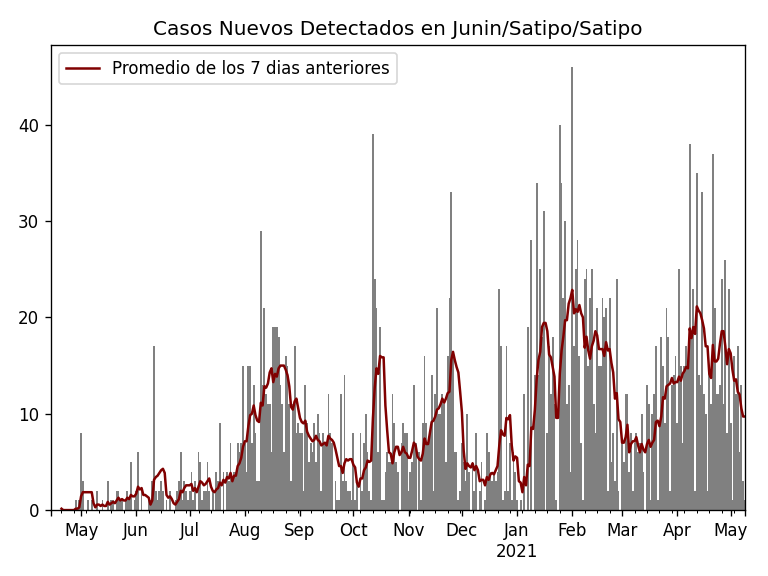 Casos Nuevos Detectados en Junin/Satipo/Satipo
Promedio de los 7 dias anteriores
40
30
20
10
0
May Jun Jul Aug Sep Oct Nov Dec Jan Feb Mar Apr May
2021